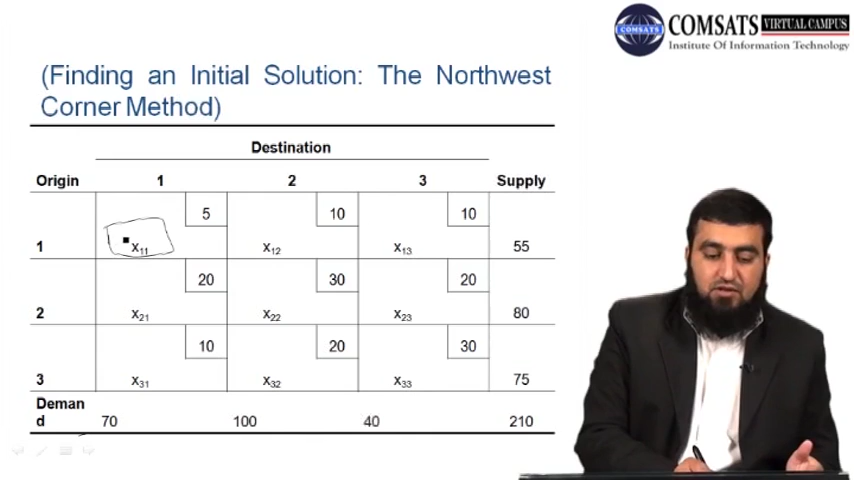 COMSATS VIRTUAL CAMPUS
COMSATS
Institute Of Information Technology
(Finding an Initial Solution: The Northwest
Corner Method)
Destination
Origin 1 2 3 Supply
5 10 10
1 x11 x12 x13 55
20 30 20
2 x21 x22 x23 80
10 20 30
3 x31 x32 x33 75
Deman
d 70 100 40 210